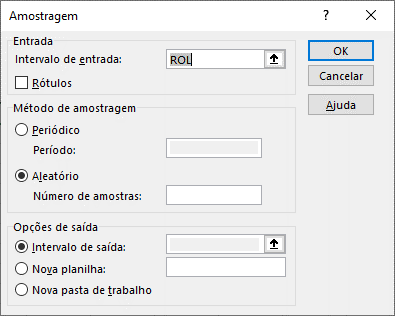 Amostragem
Entrada
Intervalo de entrada: ROL
Rótulos
OK
Cancelar
Ajuda
Método de amostragem
Periódico
Período:
Aleatório
Número de amostras:
Opções de saída
Intervalo de saída:
Nova planilha:
Nova pasta de trabalho